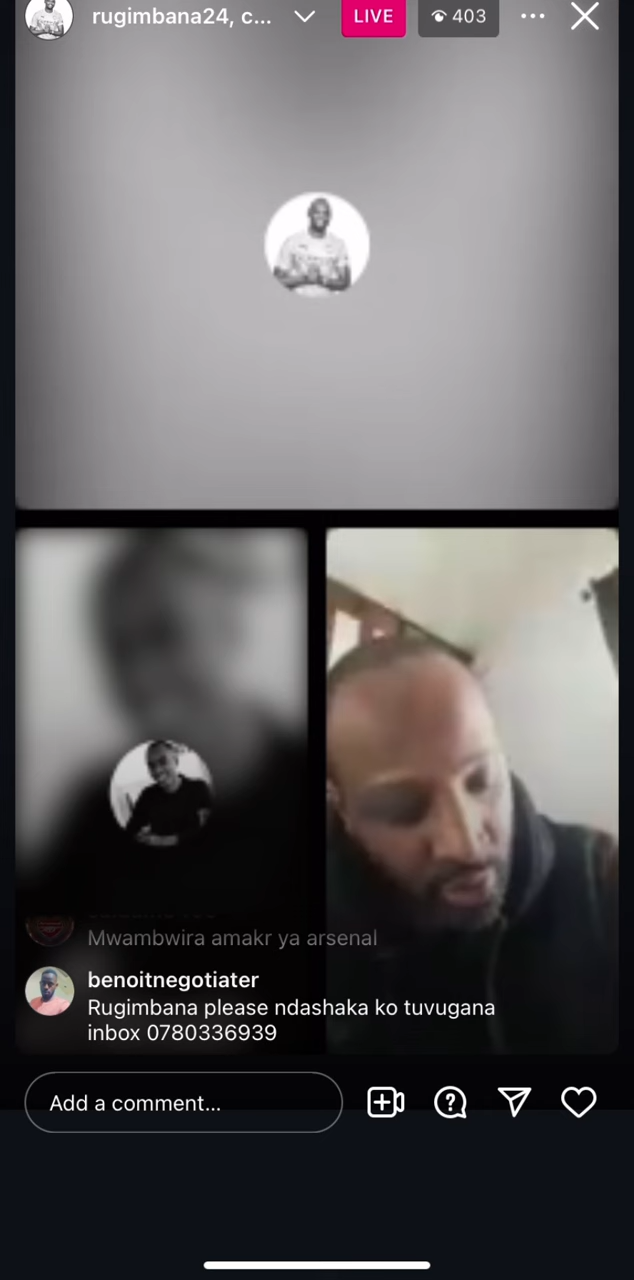 rugimbana24, c...
LIVE
403
Mwambwira amakr ya arsenal
benoitnegotiater
Rugimbana please ndashaka ko tuvugana
inbox 0780336939
Add a comment...